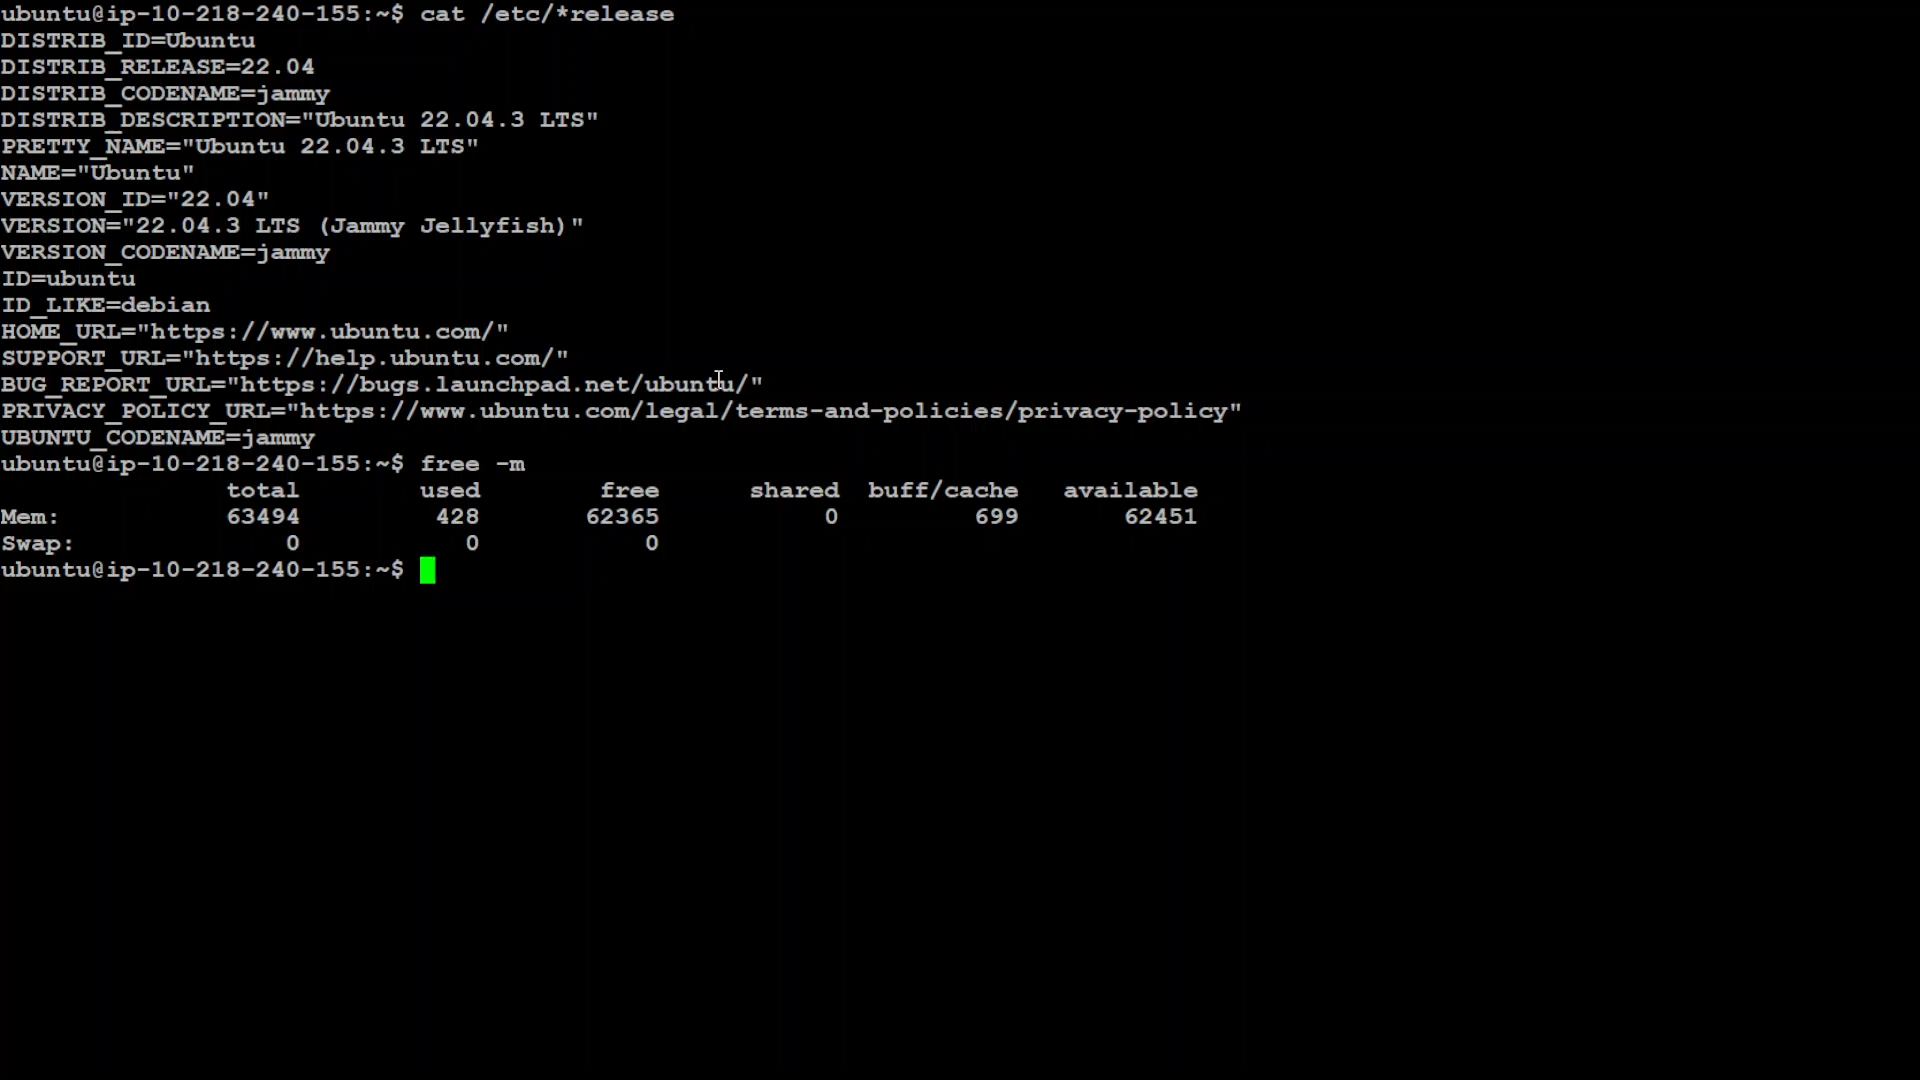 ubuntu@ip-10-218-240-155:~$ cat /etc/*release
DISTRIB_ID=Ubuntu
DISTRIB_RELEASE=22.04
DISTRIB_CODENAME=jammy
DISTRIB_DESCRIPTION="Ubuntu 22.04.3 LTS"
PRETTY_NAME="Ubuntu 22.04.3 LTS"
NAME="Ubuntu"
VERSION_ID="22.04"
VERSION="22.04.3 LTS (Jammy Jellyfish)"
VERSION_CODENAME=jammy
ID=ubuntu
ID_LIKE=debian
HOME_URL="https://www.ubuntu.com/"
SUPPORT_URL="https://help.ubuntu.com/"
BUG_REPORT_URL="https://bugs.launchpad.net/ubuntu/"
PRIVACY_POLICY_URL="https://www.ubuntu.com/legal/terms-and-policies/privacy-policy"
UBUNTU_CODENAME=jammy
ubuntu@ip-10-218-240-155:~$ free -m
total used free shared buff/cache available
Mem: 63494 428 62365 0 699 62451
Swap: 0 0 0
ubuntu@ip-10-218-240-155:~$